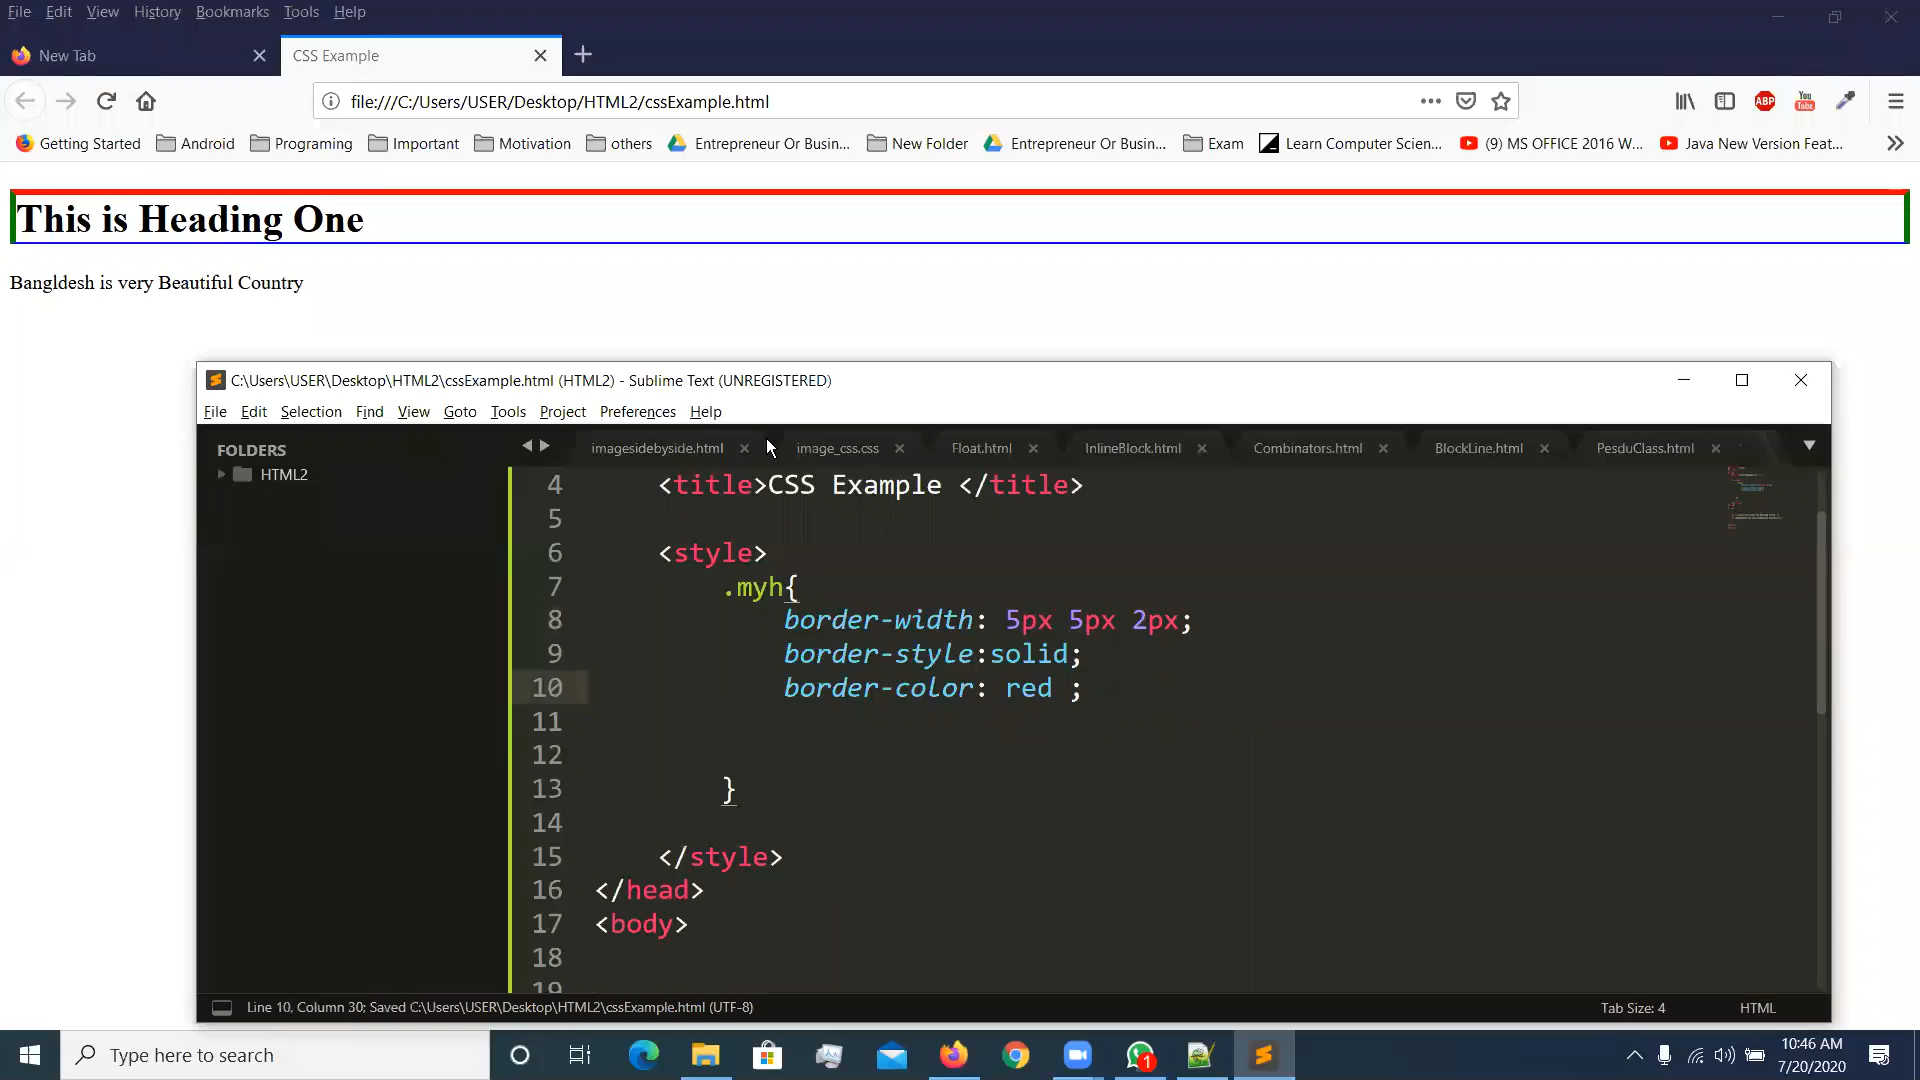 File Edit View History Bookmarks Tools Help
New Tab
CSS Example
file:///C:/Users/USER/Desktop/HTML2/cssExample.html
ABP
You Tube
Getting Started
Android
Programing
Important
Motivation
others
Entrepreneur Or Busin...
New Folder
Entrepreneur Or Busin...
Exam
Learn Computer Scien...
(9) MS OFFICE 2016 W...
Java New Version Feat...
This is Heading One
Bangldesh is very Beautiful Country
C:\Users\USER\Desktop\HTML2\cssExample.html (HTML2) - Sublime Text (UNREGISTERED)
File Edit Selection Find View Goto Tools Project Preferences Help
FOLDERS
HTML2
imagesidebyside.html
image_css.css
Float.html
InlineBlock.html
Combinators.html
BlockLine.html
PesduClass.html
4 <title>CSS Example </title>
5
6 <style>
7 .myh{
8 border-width: 5px 5px 2px;
9 border-style:solid;
10 border-color: red ;
11
12
13 }
14
15 </style>
16 </head>
17 <body>
18
19
Line 10, Column 30; Saved C:\Users\USER\Desktop\HTML2\cssExample.html (UTF-8)
Tab Size: 4
HTML
Type here to search
1
10:46 AM
7/20/2020